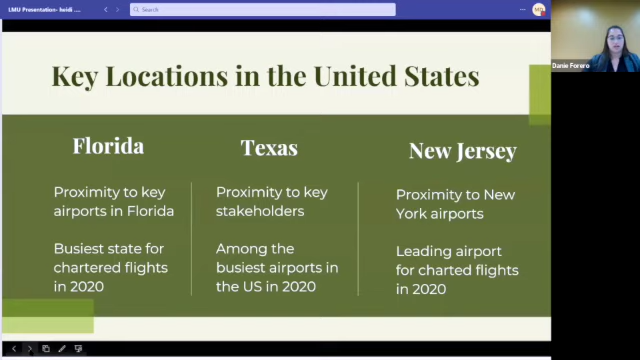 LMU Presentation- heidi ...
Search
MU
Danie Forero
Key Locations in the United States
Florida
Proximity to key
airports in Florida
Busiest state for
chartered flights
in 2020
Texas
Proximity to key
stakeholders
Among the
busiest airports in
the US in 2020
New Jersey
Proximity to New
York airports
Leading airport
for charted flights
in 2020